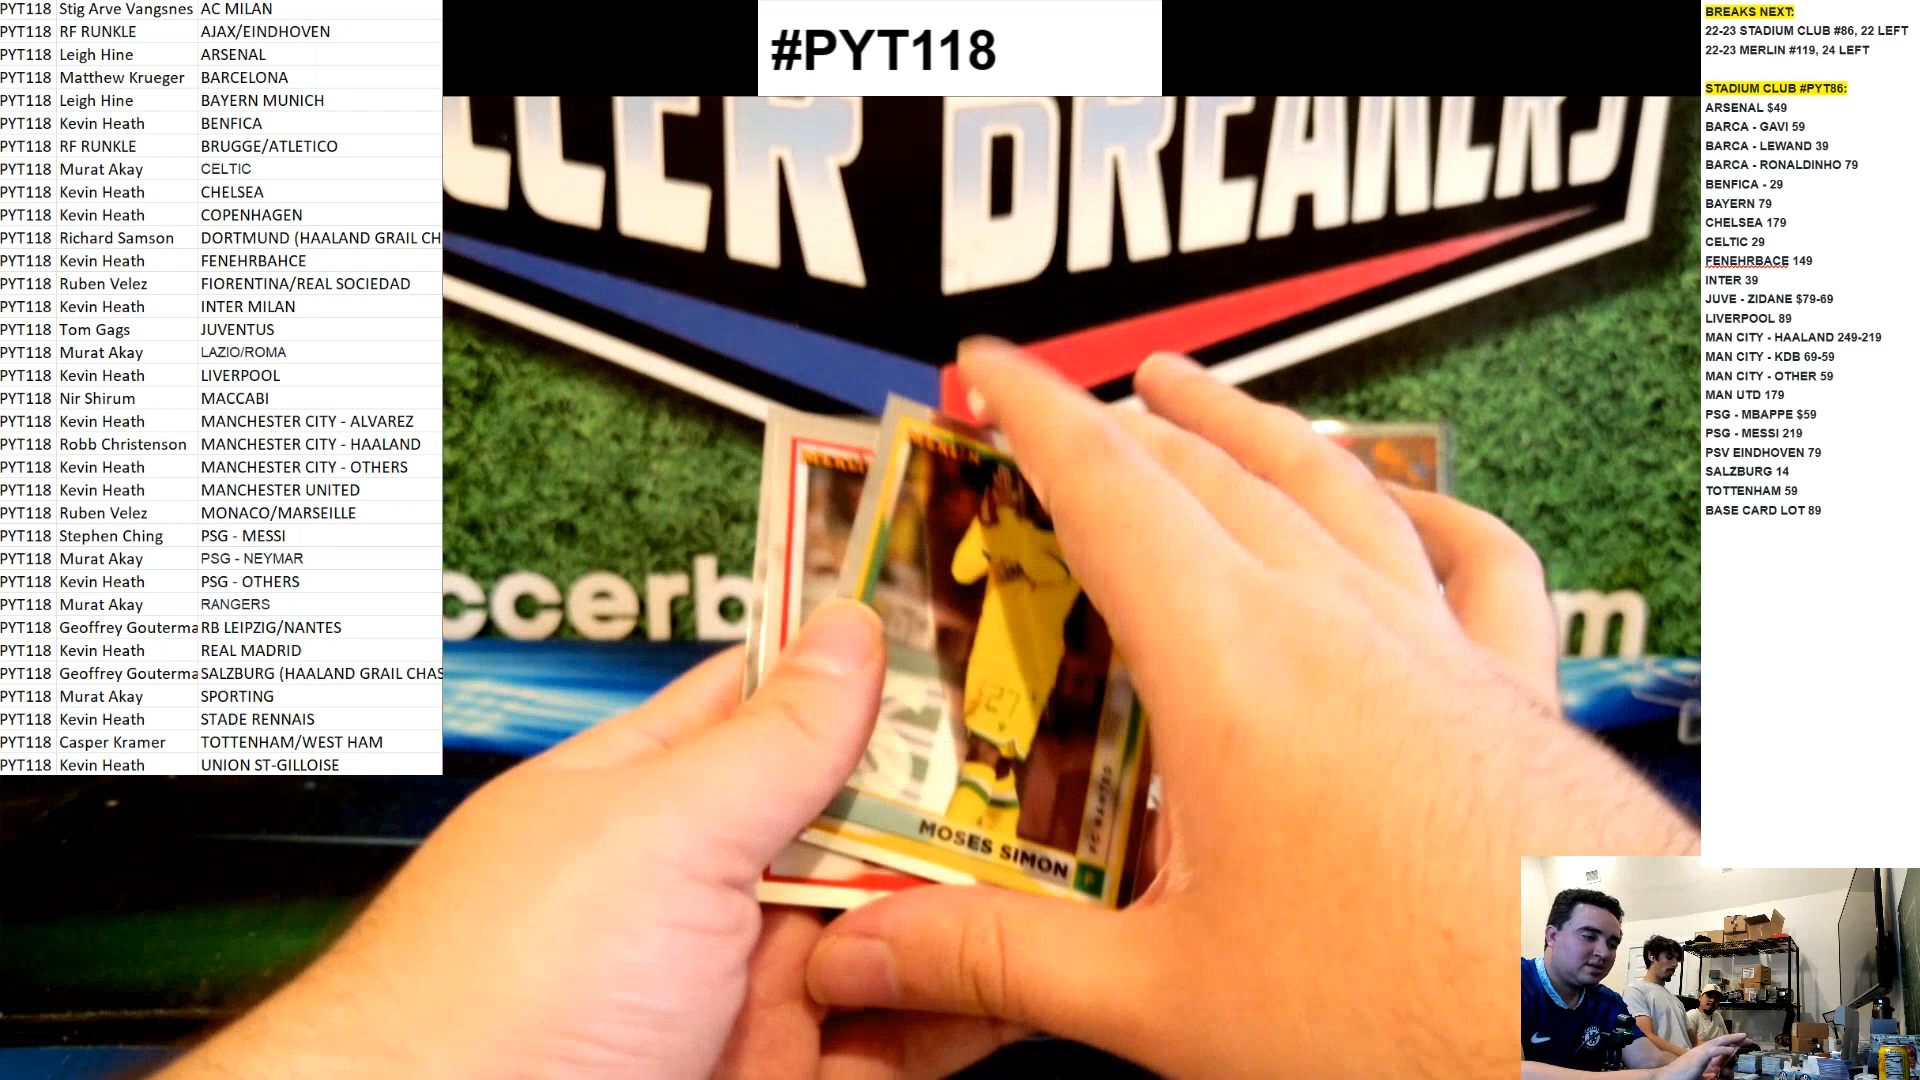 PYT118 Stig Arve Vangsnes AC MILAN
PYT118 RF RUNKLE AJAX/EINDHOVEN
PYT118 Leigh Hine ARSENAL
PYT118 Matthew Krueger BARCELONA
PYT118 Leigh Hine BAYERN MUNICH
PYT118 Kevin Heath BENFICA
PYT118 RF RUNKLE BRUGGE/ATLETICO
PYT118 Murat Akay CELTIC
PYT118 Kevin Heath CHELSEA
PYT118 Kevin Heath COPENHAGEN
PYT118 Richard Samson DORTMUND (HAALAND GRAIL CH
PYT118 Kevin Heath FENEHRBAHCE
PYT118 Ruben Velez FIORENTINA/REAL SOCIEDAD
PYT118 Kevin Heath INTER MILAN
PYT118 Tom Gags JUVENTUS
PYT118 Murat Akay LAZIO/ROMA
PYT118 Kevin Heath LIVERPOOL
PYT118 Nir Shirum MACCABI
PYT118 Kevin Heath MANCHESTER CITY - ALVAREZ
PYT118 Robb Christenson MANCHESTER CITY - HAALAND
PYT118 Kevin Heath MANCHESTER CITY - OTHERS
PYT118 Kevin Heath MANCHESTER UNITED
PYT118 Ruben Velez MONACO/MARSEILLE
PYT118 Stephen Ching PSG - MESSI
PYT118 Murat Akay PSG - NEYMAR
PYT118 Kevin Heath PSG - OTHERS
PYT118 Murat Akay RANGERS
PYT118 Geoffrey Gouterma RB LEIPZIG/NANTES
PYT118 Kevin Heath REAL MADRID
PYT118 Geoffrey Gouterma SALZBURG (HAALAND GRAIL CHAS
PYT118 Murat Akay SPORTING
PYT118 Kevin Heath STADE RENNAIS
PYT118 Casper Kramer TOTTENHAM/WEST HAM
PYT118 Kevin Heath UNION ST-GILLOISE
#PYT118
CCER BREAKERS
ccerb
m
MERLIN
MOSES SIMON
FC NANTES
27
BREAKS NEXT:
22-23 STADIUM CLUB #86, 22 LEFT
22-23 MERLIN #119, 24 LEFT
STADIUM CLUB #PYT86:
ARSENAL $49
BARCA - GAVI 59
BARCA - LEWAND 39
BARCA - RONALDINHO 79
BENFICA - 29
BAYERN 79
CHELSEA 179
CELTIC 29
FENEHRBACE 149
INTER 39
JUVE - ZIDANE $79-69
LIVERPOOL 89
MAN CITY - HAALAND 249-219
MAN CITY - KDB 69-59
MAN CITY - OTHER 59
MAN UTD 179
PSG - MBAPPE $59
PSG - MESSI 219
PSV EINDHOVEN 79
SALZBURG 14
TOTTENHAM 59
BASE CARD LOT 89